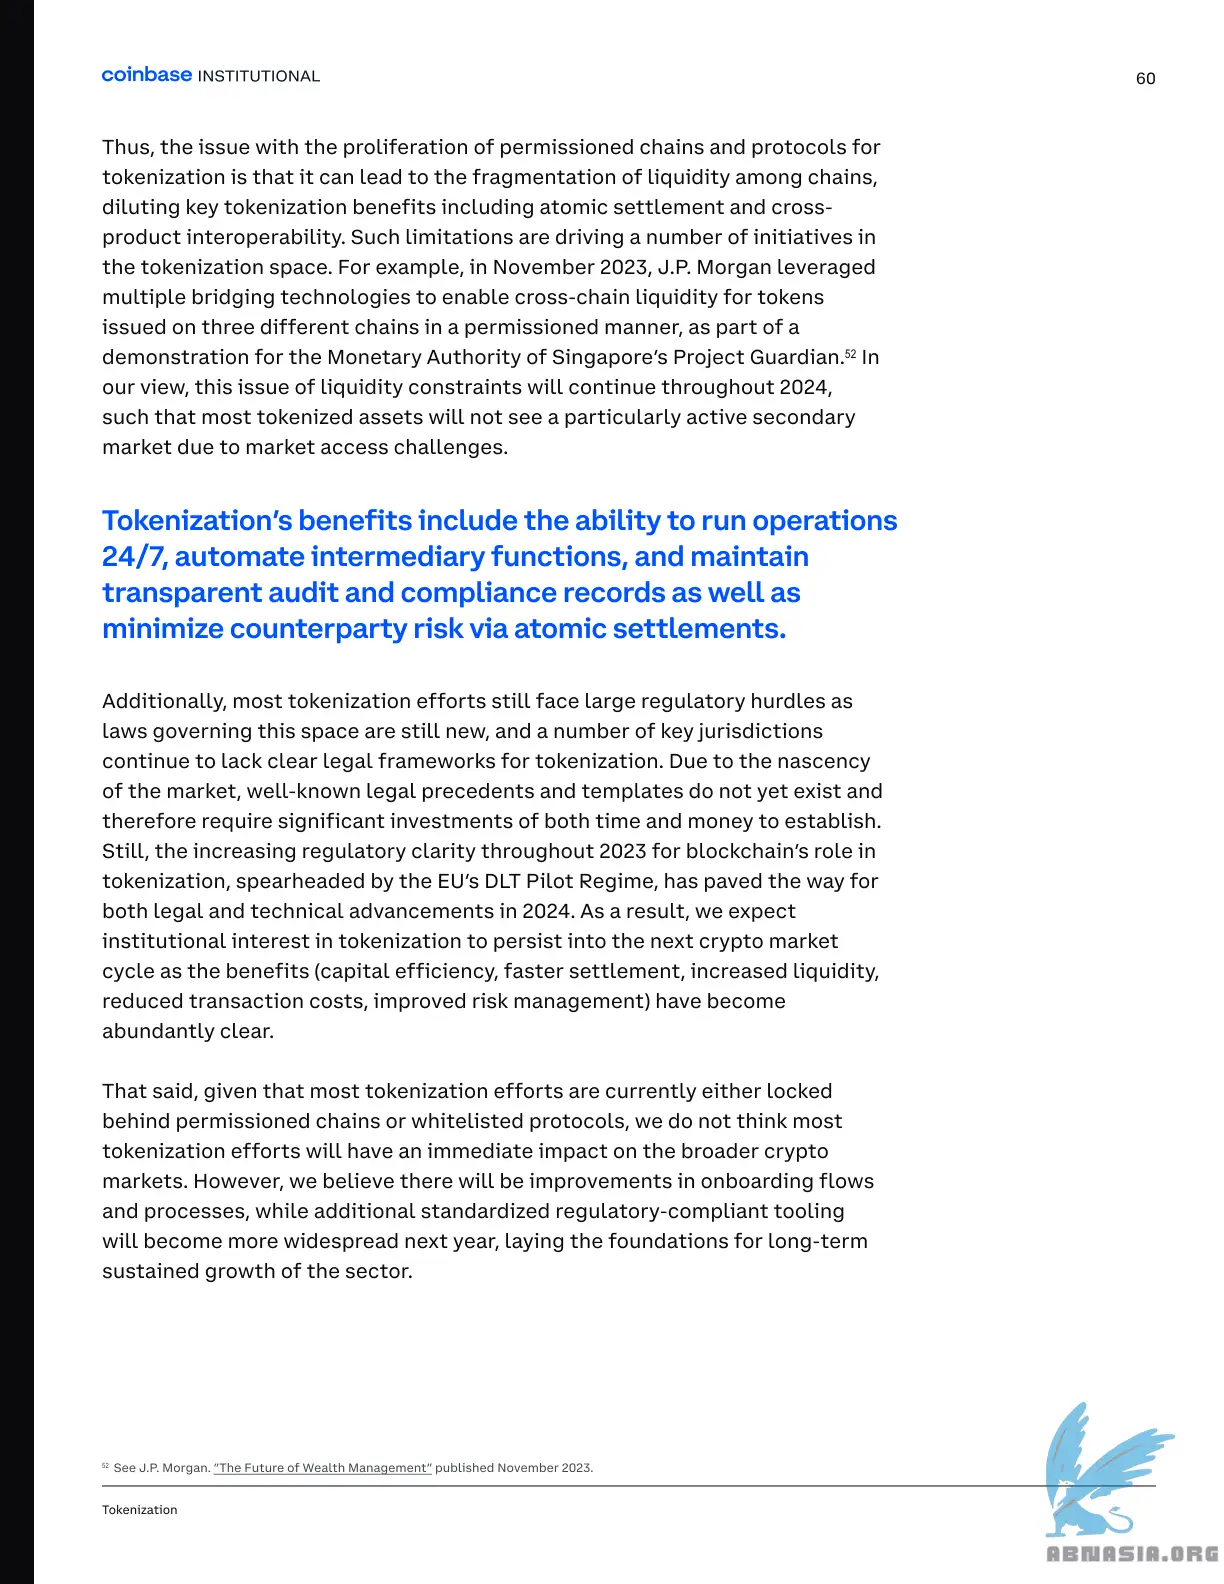 coinbase INSTITUTIONAL
60
Thus, the issue with the proliferation of permissioned chains and protocols for
tokenization is that it can lead to the fragmentation of liquidity among chains,
diluting key tokenization benefits including atomic settlement and cross-
product interoperability. Such limitations are driving a number of initiatives in
the tokenization space. For example, in November 2023, J.P. Morgan leveraged
multiple bridging technologies to enable cross-chain liquidity for tokens
issued on three different chains in a permissioned manner, as part of a
demonstration for the Monetary Authority of Singapore’s Project Guardian.52 In
our view, this issue of liquidity constraints will continue throughout 2024,
such that most tokenized assets will not see a particularly active secondary
market due to market access challenges.
Tokenization’s benefits include the ability to run operations
24/7, automate intermediary functions, and maintain
transparent audit and compliance records as well as
minimize counterparty risk via atomic settlements.
Additionally, most tokenization efforts still face large regulatory hurdles as
laws governing this space are still new, and a number of key jurisdictions
continue to lack clear legal frameworks for tokenization. Due to the nascency
of the market, well-known legal precedents and templates do not yet exist and
therefore require significant investments of both time and money to establish.
Still, the increasing regulatory clarity throughout 2023 for blockchain’s role in
tokenization, spearheaded by the EU’s DLT Pilot Regime, has paved the way for
both legal and technical advancements in 2024. As a result, we expect
institutional interest in tokenization to persist into the next crypto market
cycle as the benefits (capital efficiency, faster settlement, increased liquidity,
reduced transaction costs, improved risk management) have become
abundantly clear.
That said, given that most tokenization efforts are currently either locked
behind permissioned chains or whitelisted protocols, we do not think most
tokenization efforts will have an immediate impact on the broader crypto
markets. However, we believe there will be improvements in onboarding flows
and processes, while additional standardized regulatory-compliant tooling
will become more widespread next year, laying the foundations for long-term
sustained growth of the sector.
52 See J.P. Morgan. “The Future of Wealth Management” published November 2023.
Tokenization
ABNASIA.ORG